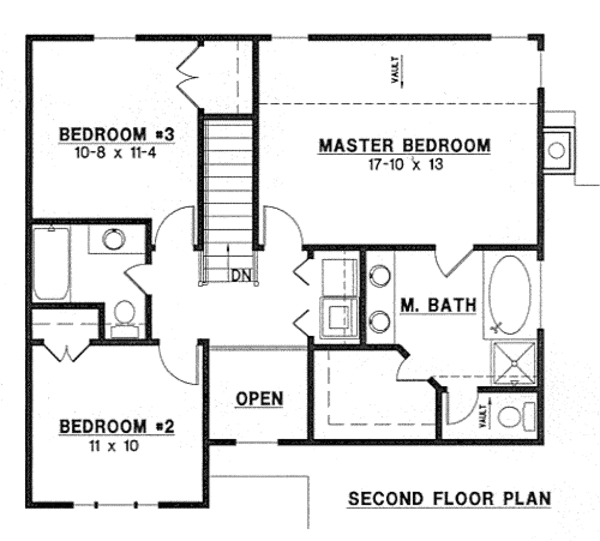 VAULT
BEDROOM #3
10-8 x 11-4
MASTER BEDROOM
17-10 x 13
DN
M. BATH
OPEN
BEDROOM #2
11 x 10
VAULT
SECOND FLOOR PLAN